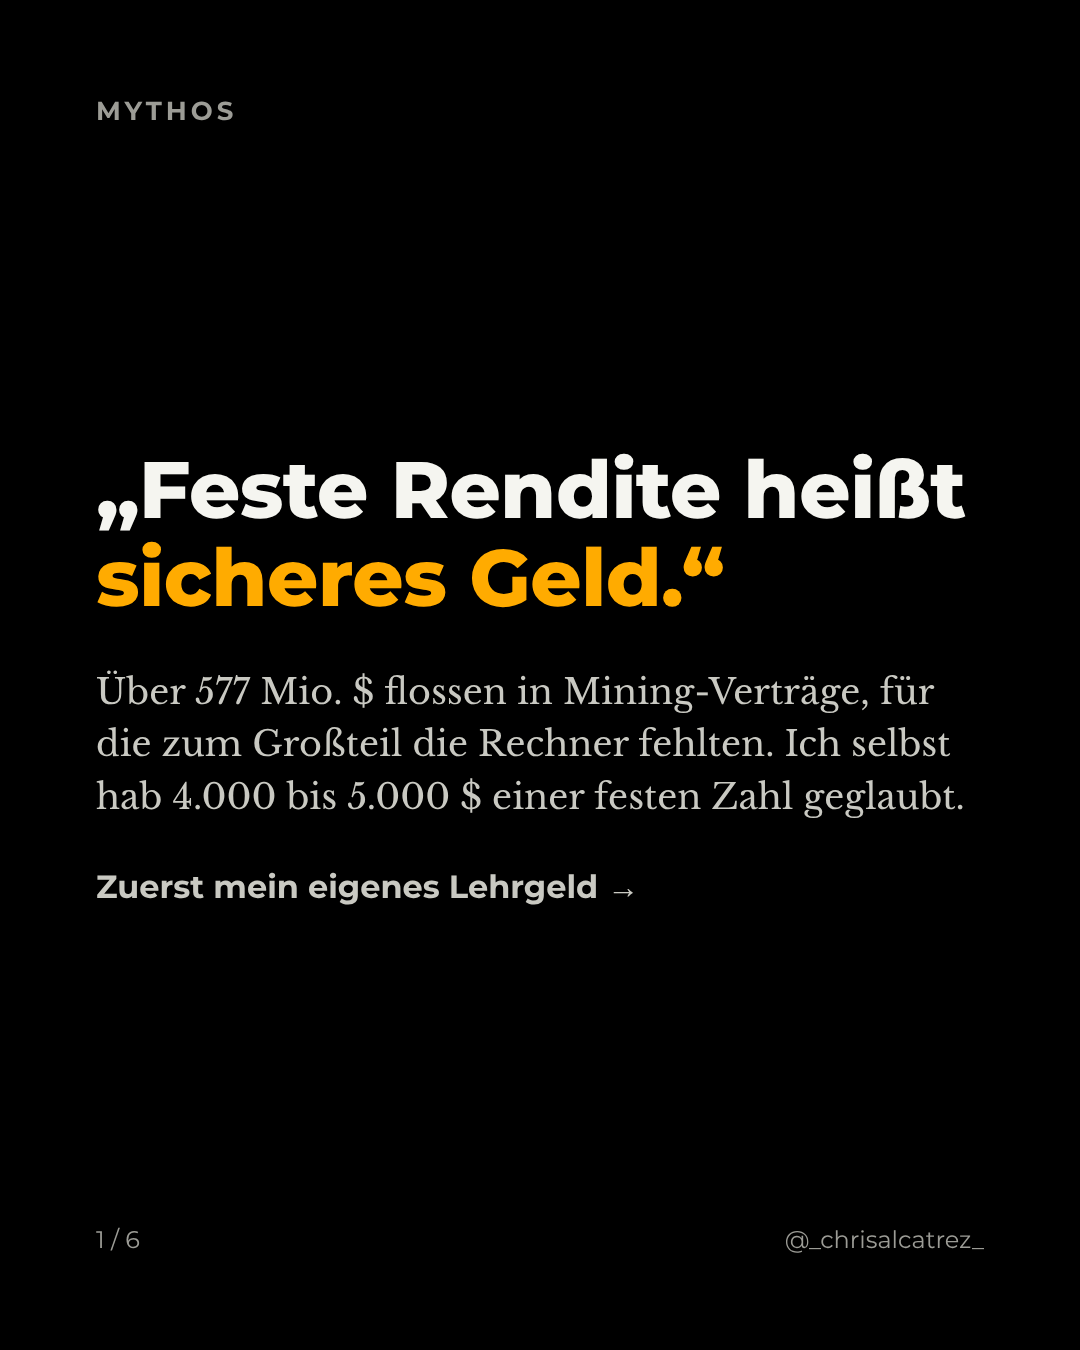 MYTHOS
„Feste Rendite heißt
sicheres Geld.“
Über 577 Mio. $ flossen in Mining-Verträge, für
die zum Großteil die Rechner fehlten. Ich selbst
hab 4.000 bis 5.000 $ einer festen Zahl geglaubt.
Zuerst mein eigenes Lehrgeld →
1 / 6
@_chrisalcatrez_